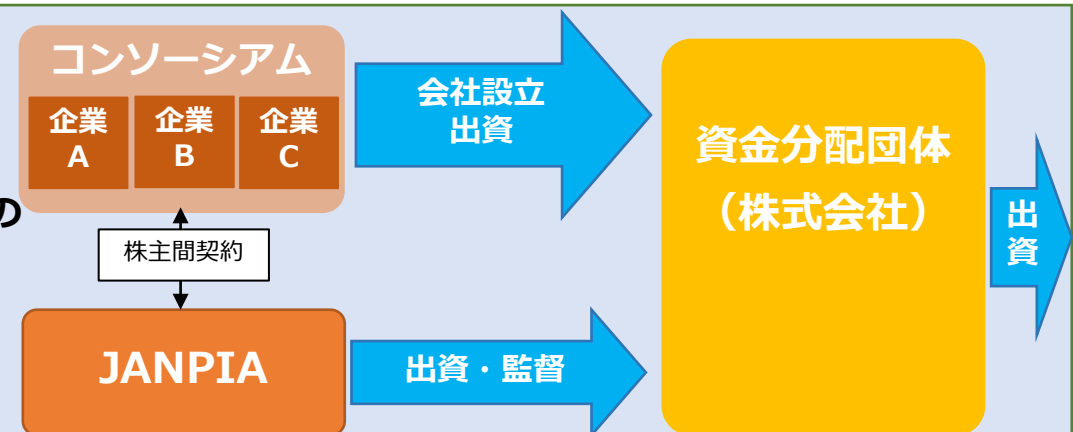 コンソーシアム
企業
A
企業
B
企業
C
会社設立
出資
資金分配団体
（株式会社）
出
資
の
株主間契約
JANPIA
出資・監督